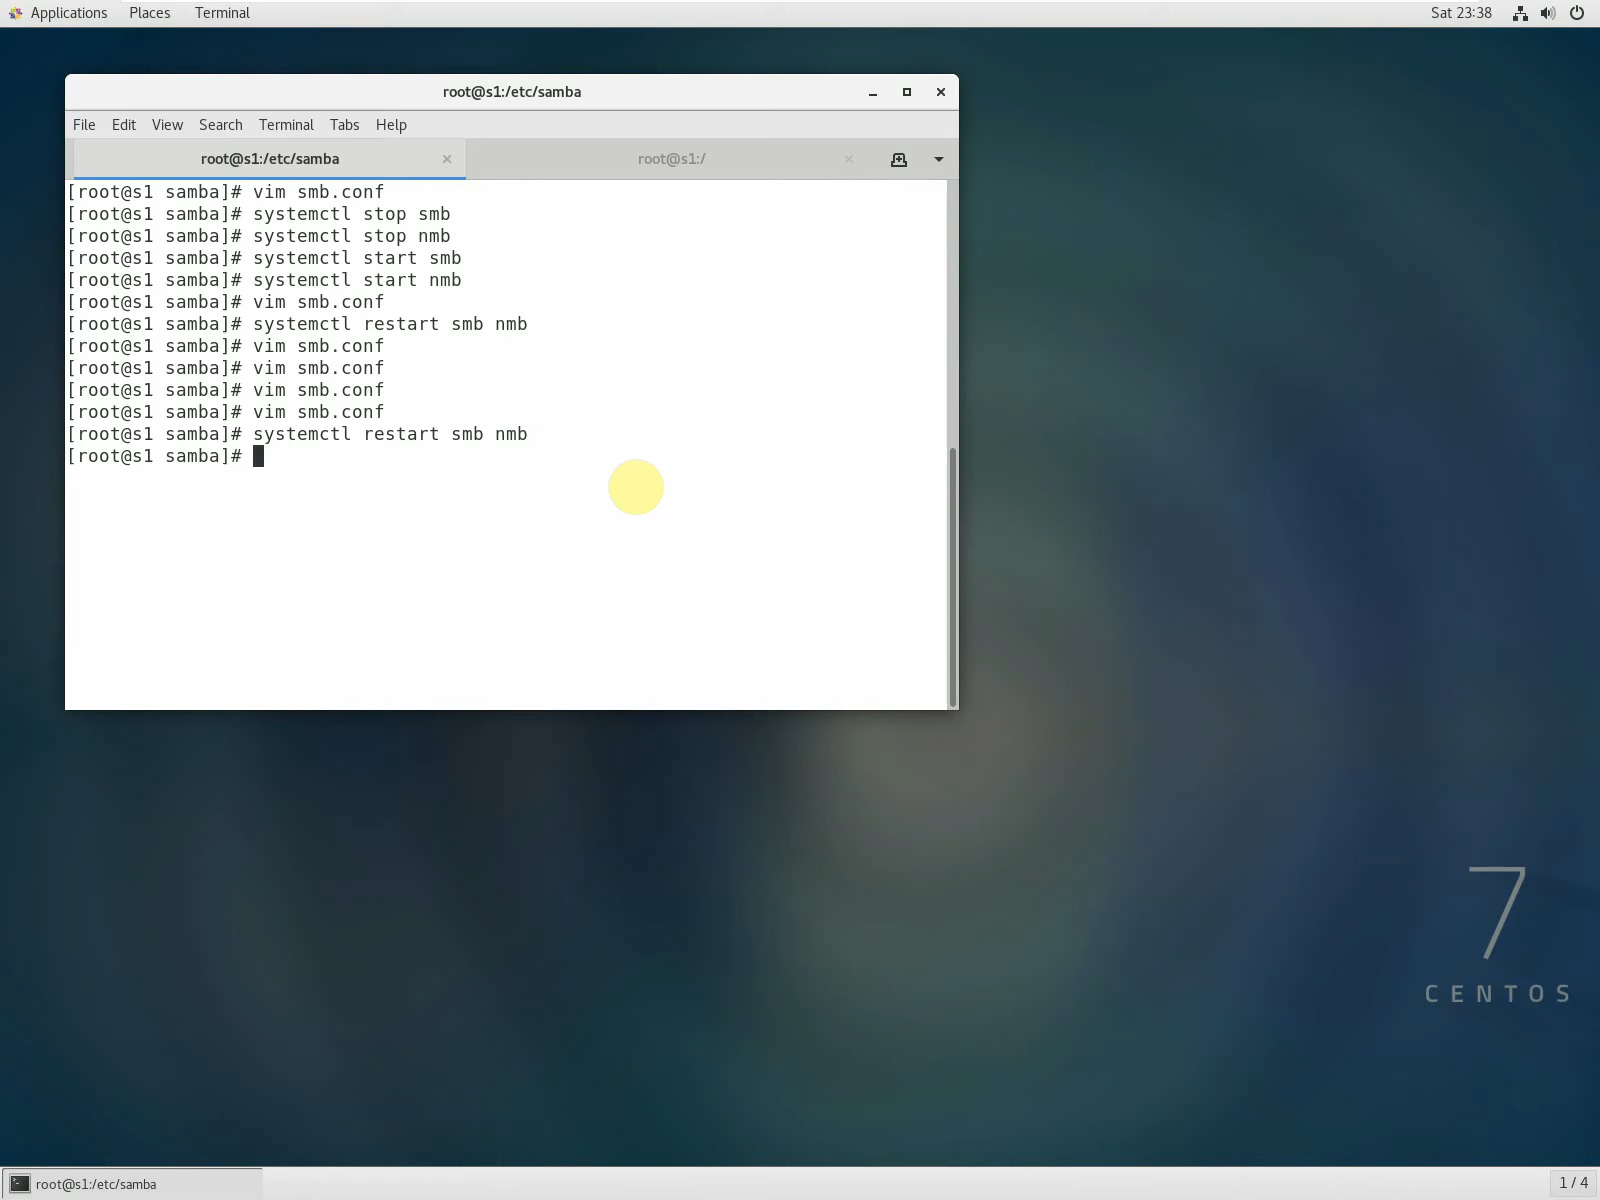 Applications Places Terminal Sat 23:38
root@s1:/etc/samba
File Edit View Search Terminal Tabs Help
root@s1:/etc/samba root@s1:/
[root@s1 samba]# vim smb.conf
[root@s1 samba]# systemctl stop smb
[root@s1 samba]# systemctl stop nmb
[root@s1 samba]# systemctl start smb
[root@s1 samba]# systemctl start nmb
[root@s1 samba]# vim smb.conf
[root@s1 samba]# systemctl restart smb nmb
[root@s1 samba]# vim smb.conf
[root@s1 samba]# vim smb.conf
[root@s1 samba]# vim smb.conf
[root@s1 samba]# vim smb.conf
[root@s1 samba]# systemctl restart smb nmb
[root@s1 samba]#
7
CENTOS
root@s1:/etc/samba 1 / 4